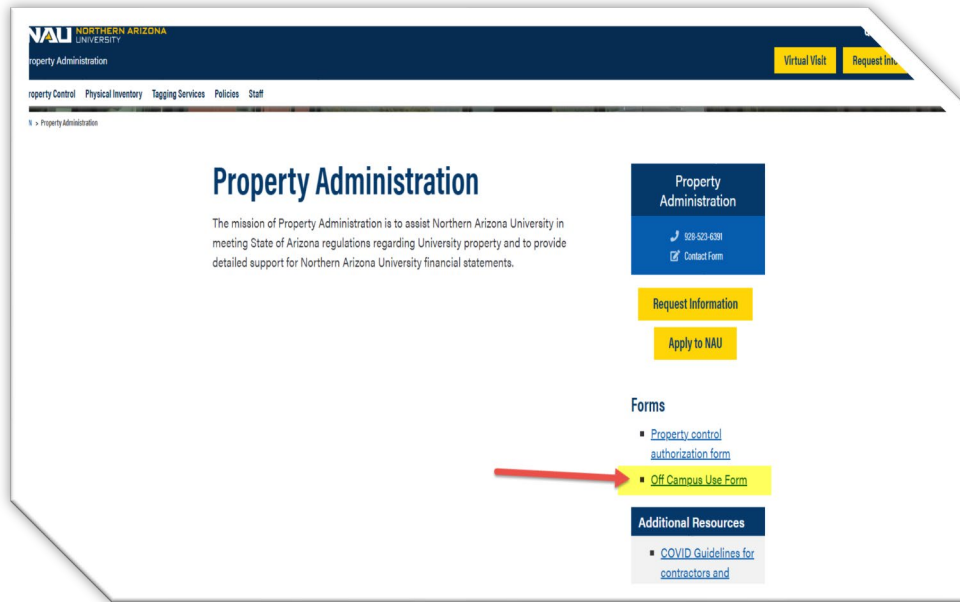 NAU NORTHERN ARIZONA
UNIVERSITY
roperty Administration
Virtual Visit Request
roperty Control Physical Inventory Tagging Services Policies Staff
> Property Administration
Property Administration
The mission of Property Administration is to assist Northern Arizona University in
meeting State of Arizona regulations regarding University property and to provide
detailed support for Northern Arizona University financial statements.
Property
Administration
928-523-6391
Contact Form
Request Information
Apply to NAU
Forms
Property control
authorization form
Off Campus Use Form
Additional Resources
COVID Guidelines for
contractors and